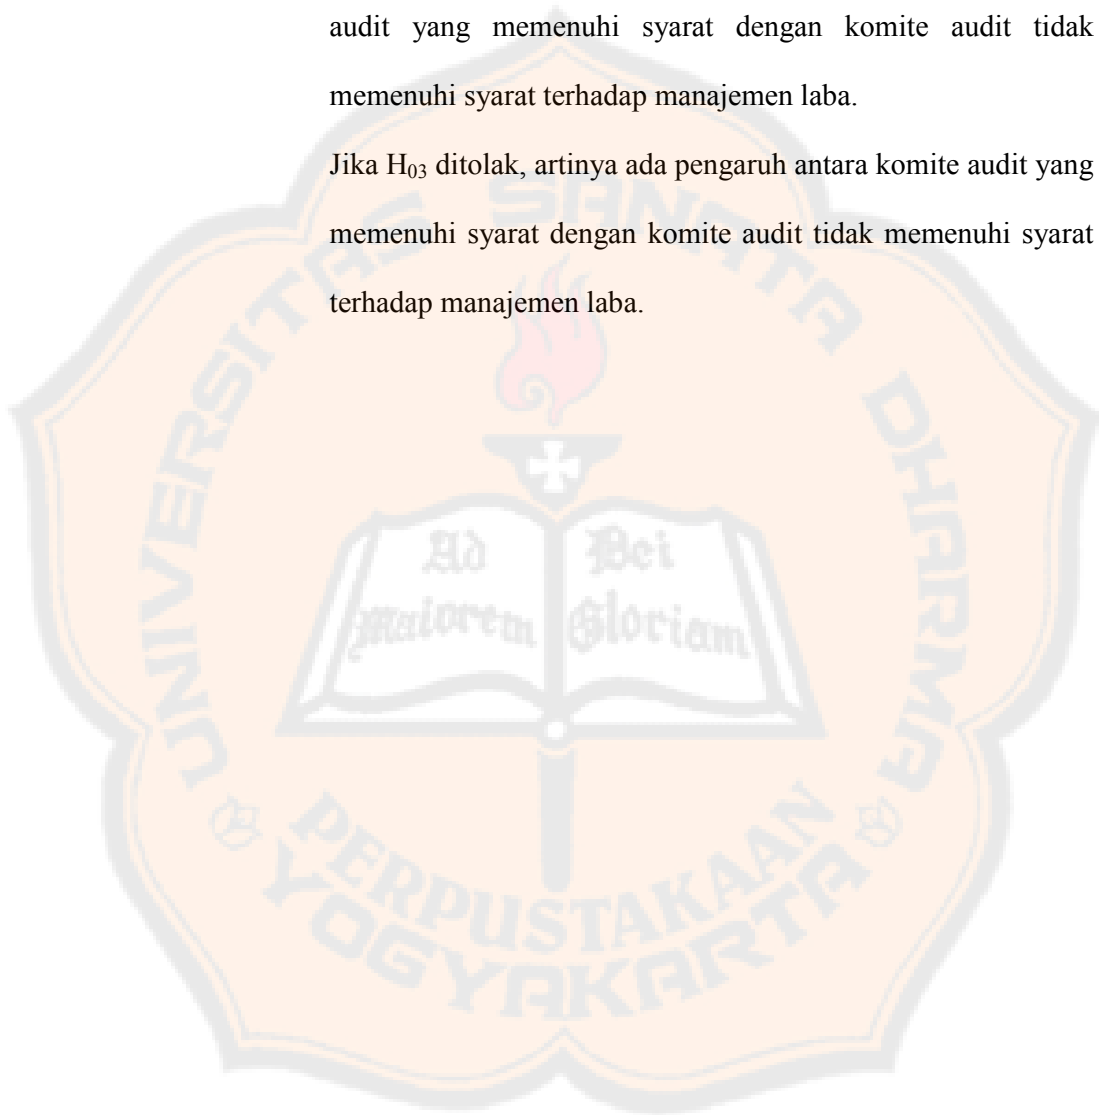 audit yang memenuhi syarat dengan komite audit tidak
memenuhi syarat terhadap manajemen laba.
Jika H₀₃ ditolak, artinya ada pengaruh antara komite audit yang
memenuhi syarat dengan komite audit tidak memenuhi syarat
terhadap manajemen laba.
UNIVERSITAS SANATA DHARMA
Ad Dei
maiorem Gloriam
PERPUSTAKAAN
YOGYAKARTA